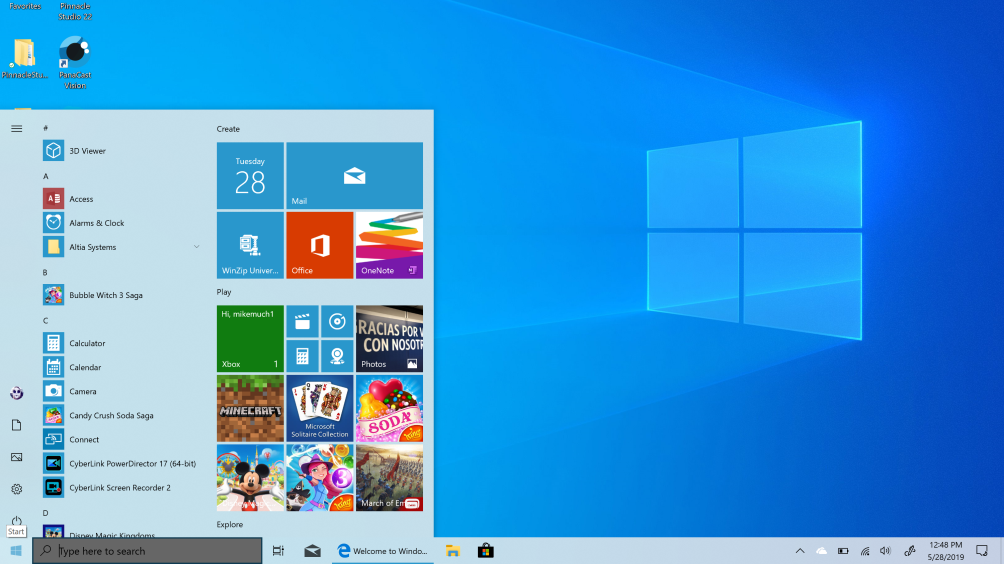 Favorites
Pinnacle
Studio 12
PinnacleStu...
PanaCast
Vision
#
3D Viewer
A
Access
Alarms & Clock
Altia Systems
B
Bubble Witch 3 Saga
C
Calculator
Calendar
Camera
Candy Crush Soda Saga
Connect
CyberLink PowerDirector 17 (64-bit)
CyberLink Screen Recorder 2
D
Disney Magic Kingdoms
Create
Tuesday
28
Mail
WinZip Univer...
Office
OneNote
Play
Hi, mikemuch1
Xbox
1
GRACIAS POR
CON NOSOTR
Photos
MINECRAFT
Microsoft
Solitaire Collection
SODA
King
3
King
March of Em
Explore
Start
Type here to search
Welcome to Windo...
12:48 PM
5/28/2019